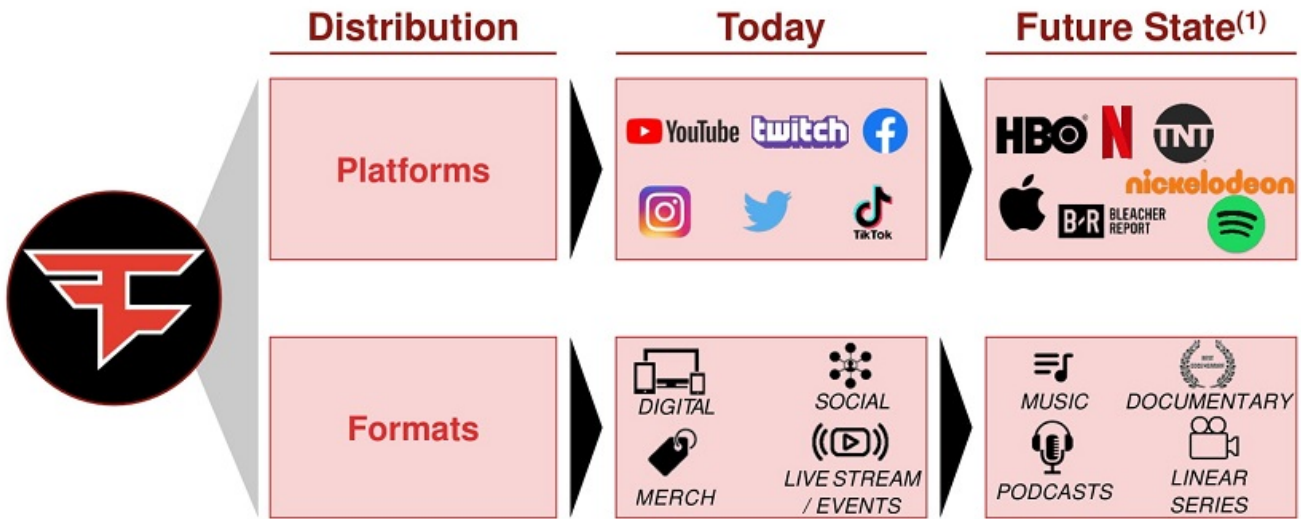 Distribution
Today
Future State(1)
Platforms
YouTube
twitch
TikTok
HBO
TNT
nickelodeon
B/R BLEACHER
REPORT
Formats
DIGITAL
SOCIAL
MERCH
LIVE STREAM
/ EVENTS
MUSIC
DOCUMENTARY
PODCASTS
LINEAR
SERIES